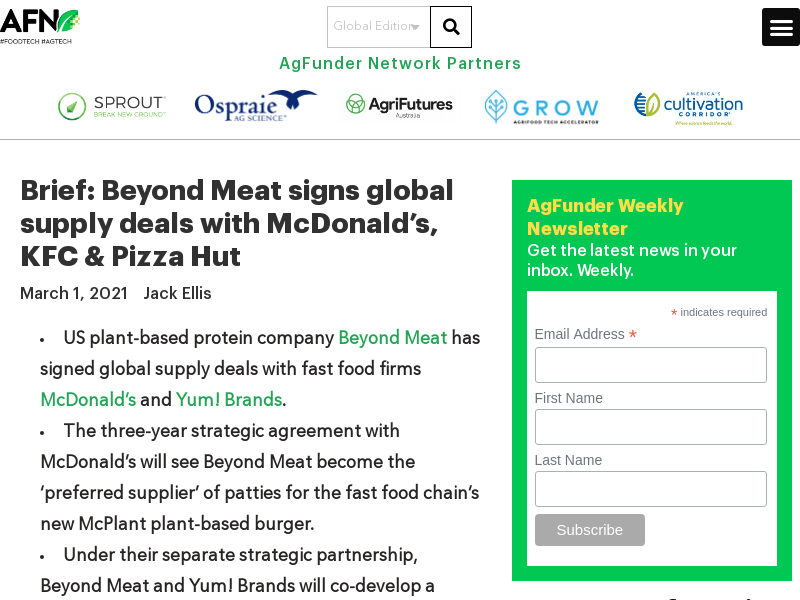 AFN
#FOODTECH #AGTECH
Global Edition
AgFunder Network Partners
SPROUT
BREAK NEW GROUND
Ospraie
AG SCIENCE
AgriFutures
Australia
GROW
AGRIFOOD TECH ACCELERATOR
AMERICA'S
cultivation
CORRIDOR
Where science feeds the world
Brief: Beyond Meat signs global
supply deals with McDonald’s,
KFC & Pizza Hut
March 1, 2021 Jack Ellis
• US plant-based protein company Beyond Meat has
signed global supply deals with fast food firms
McDonald’s and Yum! Brands.
• The three-year strategic agreement with
McDonald’s will see Beyond Meat become the
‘preferred supplier’ of patties for the fast food chain’s
new McPlant plant-based burger.
• Under their separate strategic partnership,
Beyond Meat and Yum! Brands will co-develop a
AgFunder Weekly
Newsletter
Get the latest news in your
inbox. Weekly.
* indicates required
Email Address *
First Name
Last Name
Subscribe